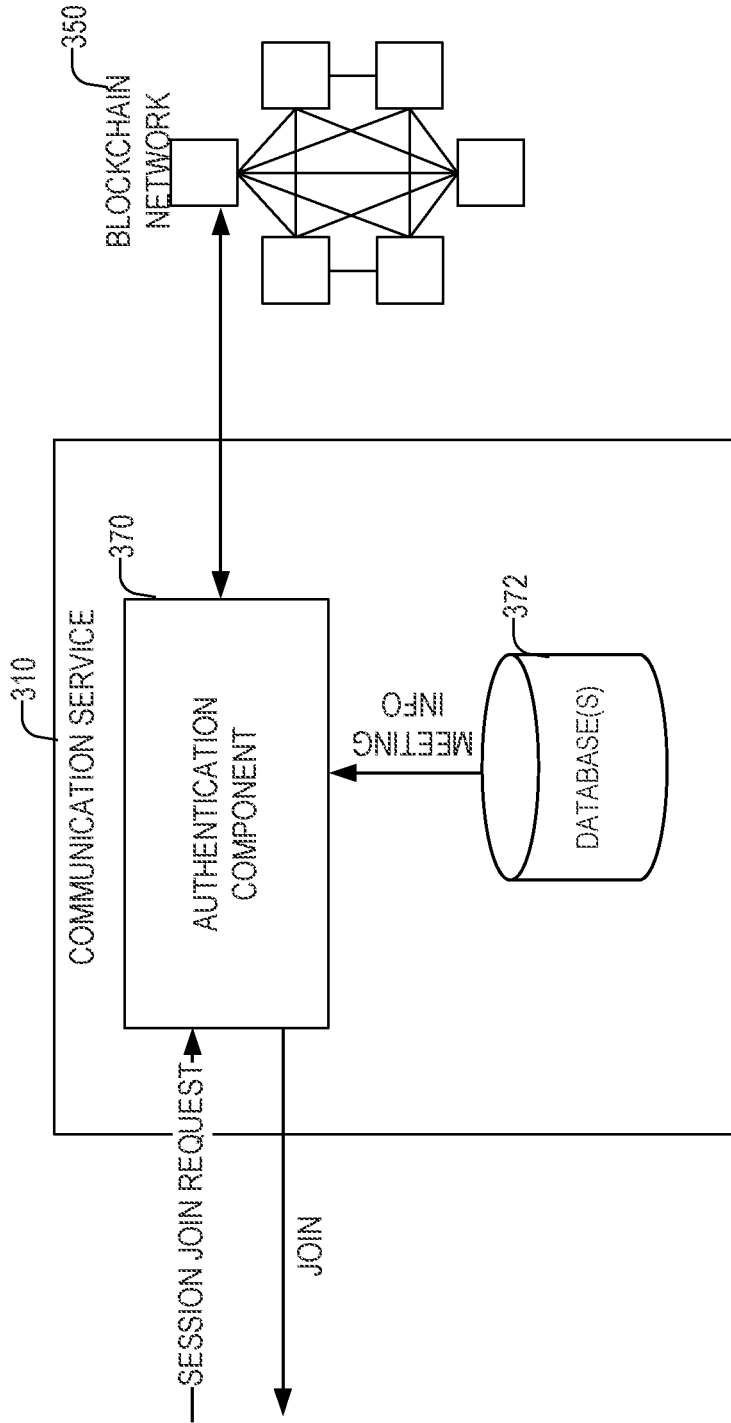 310
COMMUNICATION SERVICE
370
AUTHENTICATION
COMPONENT
SESSION JOIN REQUEST
JOIN
MEETING
INFO
372
DATABASE(S)
BLOCKCHAIN
NETWORK
350